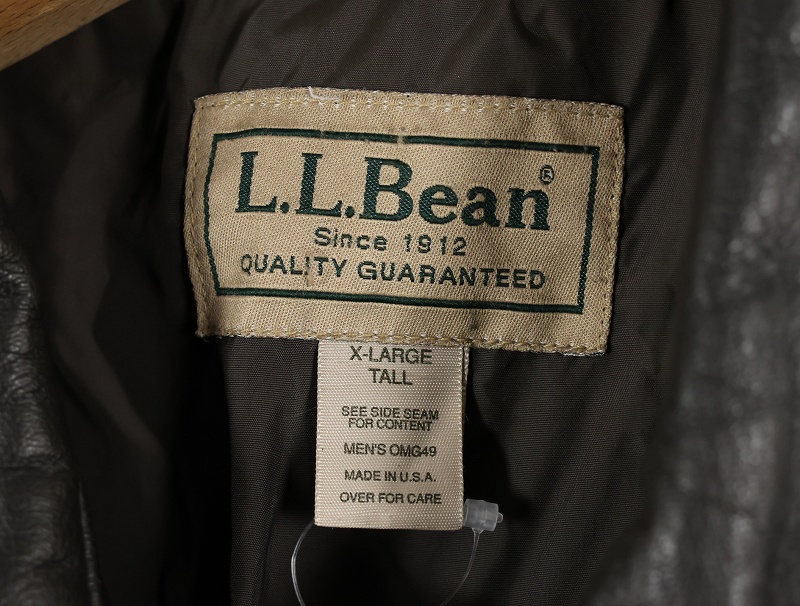 L.L.Bean®
Since 1912
QUALITY GUARANTEED
X-LARGE
TALL
SEE SIDE SEAM
FOR CONTENT
MEN'S OMG49
MADE IN U.S.A.
OVER FOR CARE